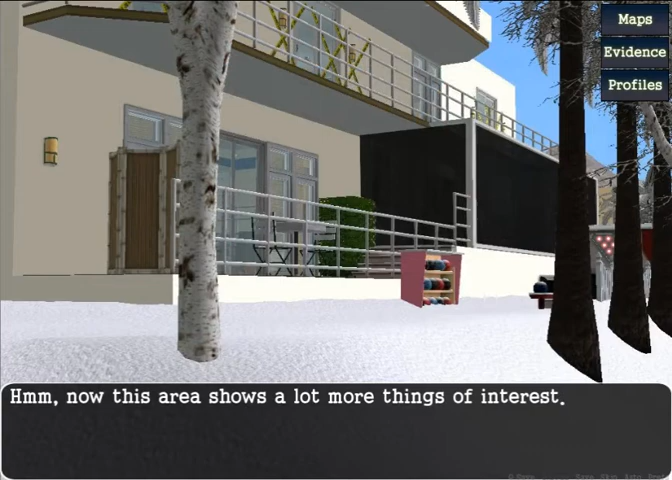 Maps
Evidence
Profiles
Hmm, now this area shows a lot more things of interest.